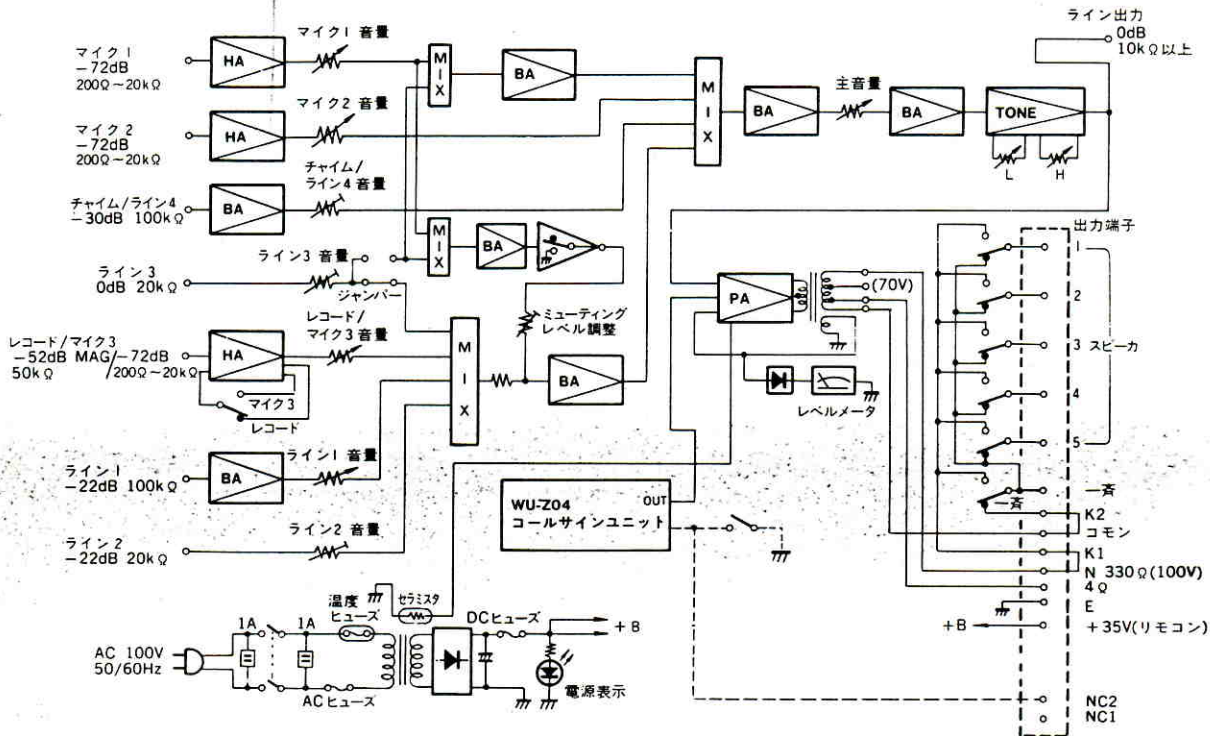 ライン出力
0dB
10kΩ以上
マイク1 音量
マイク1
−72dB
200Ω~20kΩ
HA
MIX
BA
マイク2 音量
マイク2
−72dB
200Ω~20kΩ
HA
MIX
BA
主音量
BA
TONE
L
H
チャイム/
ライン4 音量
チャイム/ライン4
−30dB 100kΩ
BA
MIX
BA
ライン3 音量
ライン3
0dB 20kΩ
ジャンパー
ミューティング
レベル調整
レコード/
マイク3 音量
レコード/マイク3
−52dB MAG/−72dB
50kΩ /200Ω~20kΩ
HA
マイク3
レコード
MIX
BA
PA
(70V)
レベルメータ
ライン1 音量
ライン1
−22dB 100kΩ
BA
ライン2 音量
ライン2
−22dB 20kΩ
WU-Z04
コールサインユニット
OUT
出力端子
1
2
3 スピーカ
4
5
一斉
一斉
K2
コモン
K1
N 330Ω(100V)
4Ω
E
+B
+35V(リモコン)
NC2
NC1
AC 100V
50/60Hz
1A
1A
温度
ヒューズ
セラミスタ
ACヒューズ
DCヒューズ
+B
電源表示